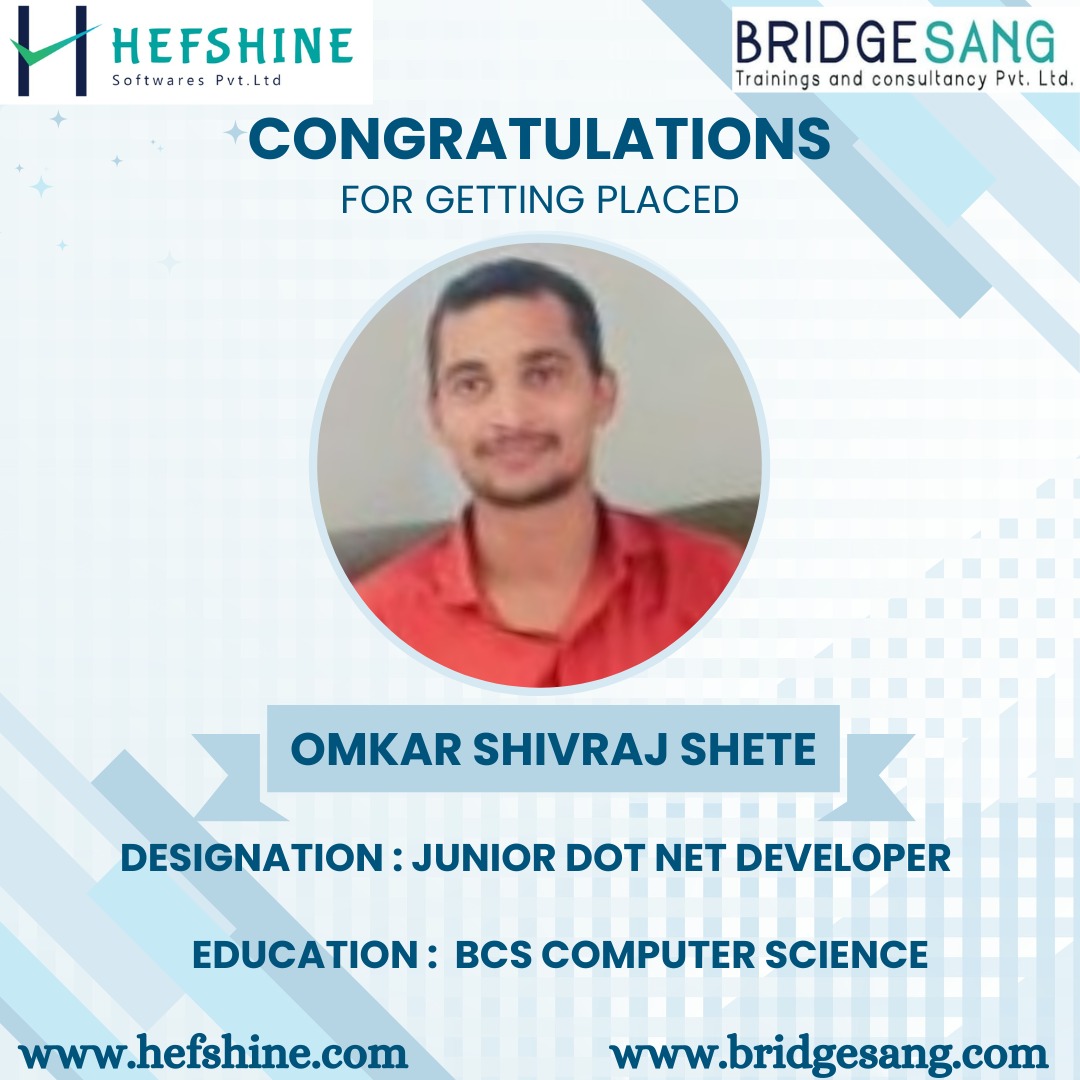 HEFSHINE
Softwares Pvt.Ltd
BRIDGESANG
Trainings and consultancy Pvt. Ltd.
CONGRATULATIONS
FOR GETTING PLACED
OMKAR SHIVRAJ SHETE
DESIGNATION : JUNIOR DOT NET DEVELOPER
EDUCATION : BCS COMPUTER SCIENCE
www.hefshine.com
www.bridgesang.com